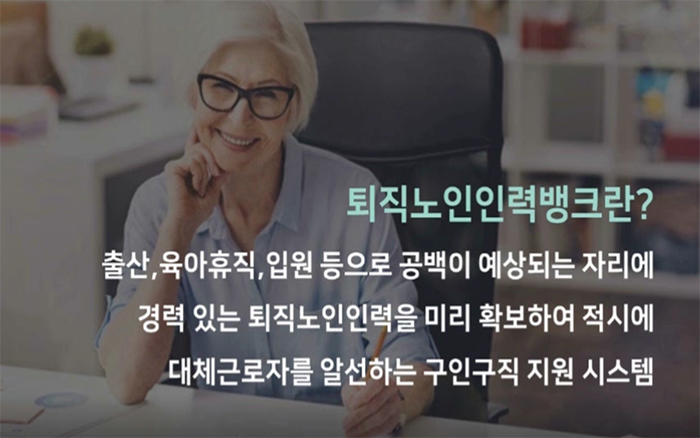 퇴직노인인력뱅크란?
출산,육아휴직,입원 등으로 공백이 예상되는 자리에
경력 있는 퇴직노인인력을 미리 확보하여 적시에
대체근로자를 알선하는 구인구직 지원 시스템